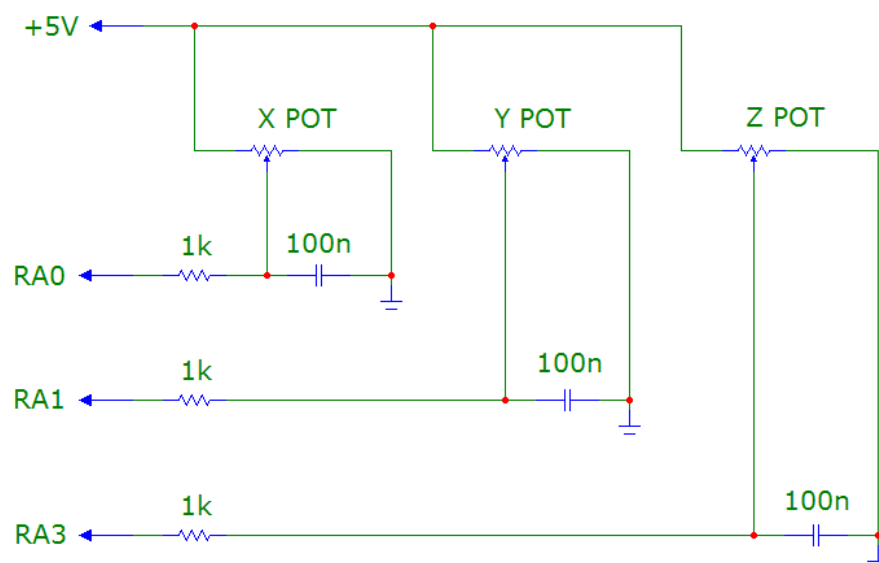 +5V
X POT
Y POT
Z POT
1k
100n
RA0
1k
100n
RA1
1k
100n
RA3